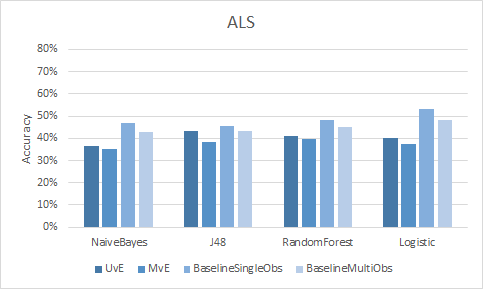 ALS
80%
70%
60%
50%
40%
30%
20%
10%
0%
Accuracy
NaiveBayes J48 RandomForest Logistic
UvE MvE BaselineSingleObs BaselineMultiObs